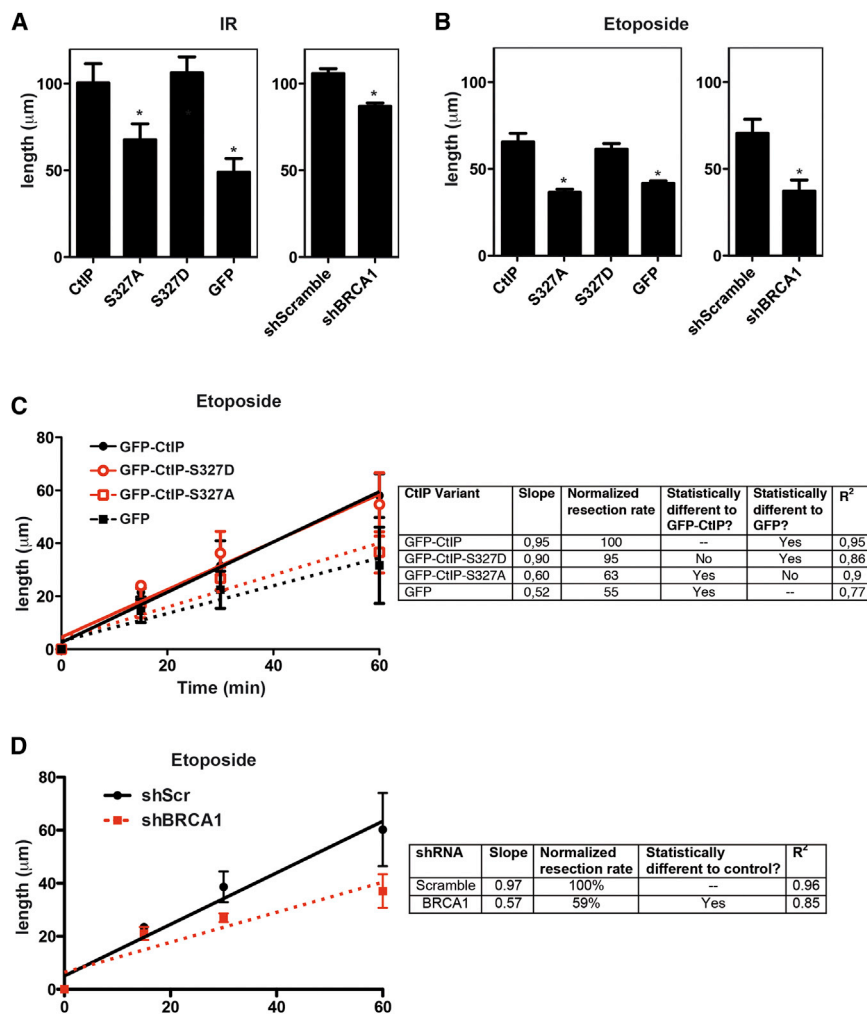 A
IR
B
Etoposide
length (μm)
100
50
0
*
*
*
CtIP
S327A
S327D
GFP
shScramble
shBRCA1
length (μm)
100
50
0
*
*
100
50
0
*
CtIP
S327A
S327D
GFP
shScramble
shBRCA1
C
Etoposide
length (μm)
80
60
40
20
0
GFP-CtIP
GFP-CtIP-S327D
GFP-CtIP-S327A
GFP
0 20 40 60
Time (min)
CtIP Variant Slope Normalized resection rate Statistically different to GFP-CtIP? Statistically different to GFP? R²
GFP-CtIP 0,95 100 -- Yes 0,95
GFP-CtIP-S327D 0,90 95 No Yes 0,86
GFP-CtIP-S327A 0,60 63 Yes No 0,9
GFP 0,52 55 Yes -- 0,77
D
Etoposide
length (μm)
80
60
40
20
0
shScr
shBRCA1
0 20 40 60
shRNA Slope Normalized resection rate Statistically different to control? R²
Scramble 0.97 100% -- 0.96
BRCA1 0.57 59% Yes 0.85